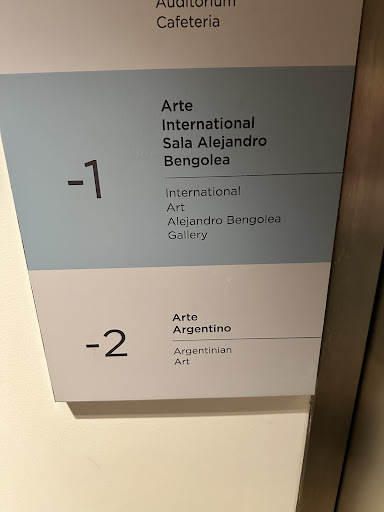 Auditorium
Cafeteria
-1
Arte
International
Sala Alejandro
Bengolea
International
Art
Alejandro Bengolea
Gallery
-2
Arte
Argentino
Argentinian
Art